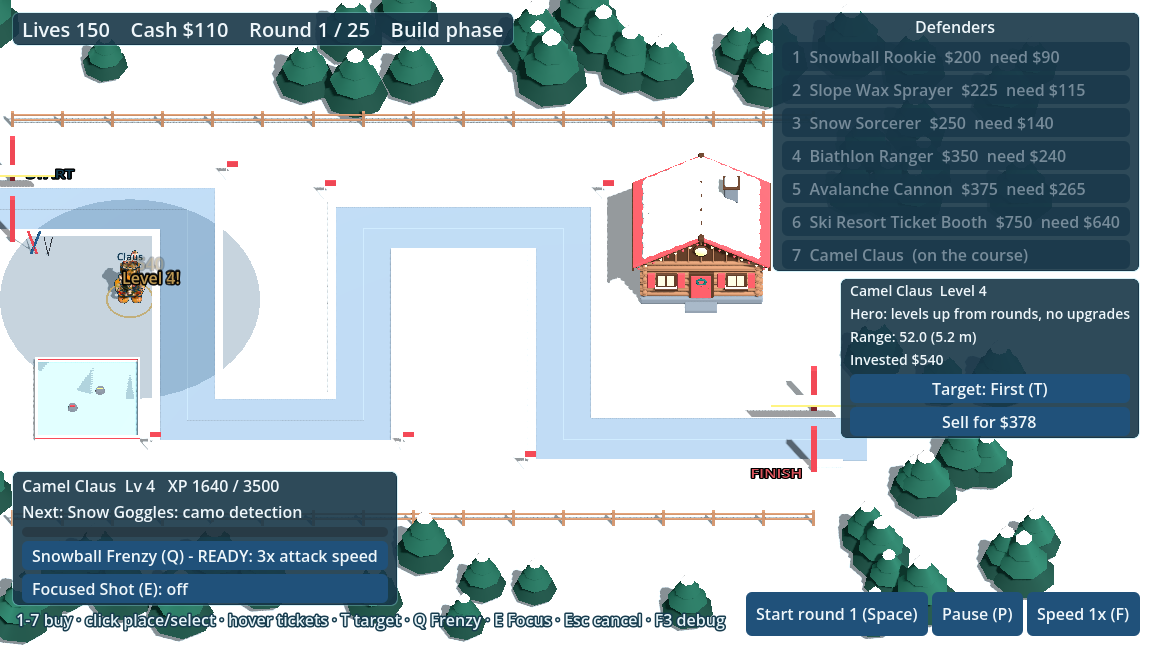 Lives 150 Cash $110 Round 1 / 25 Build phase
Defenders
1 Snowball Rookie $200 need $90
2 Slope Wax Sprayer $225 need $115
3 Snow Sorcerer $250 need $140
4 Biathlon Ranger $350 need $240
5 Avalanche Cannon $375 need $265
6 Ski Resort Ticket Booth $750 need $640
7 Camel Claus (on the course)
Claus
Level 4!
Camel Claus Level 4
Hero: levels up from rounds, no upgrades
Range: 52.0 (5.2 m)
Invested $540
Target: First (T)
Sell for $378
FINISH
Camel Claus Lv 4 XP 1640 / 3500
Next: Snow Goggles: camo detection
Snowball Frenzy (Q) - READY: 3x attack speed
Focused Shot (E): off
1-7 buy · click place/select · hover tickets · T target · Q Frenzy · E Focus · Esc cancel · F3 debug
Start round 1 (Space)
Pause (P)
Speed 1x (F)